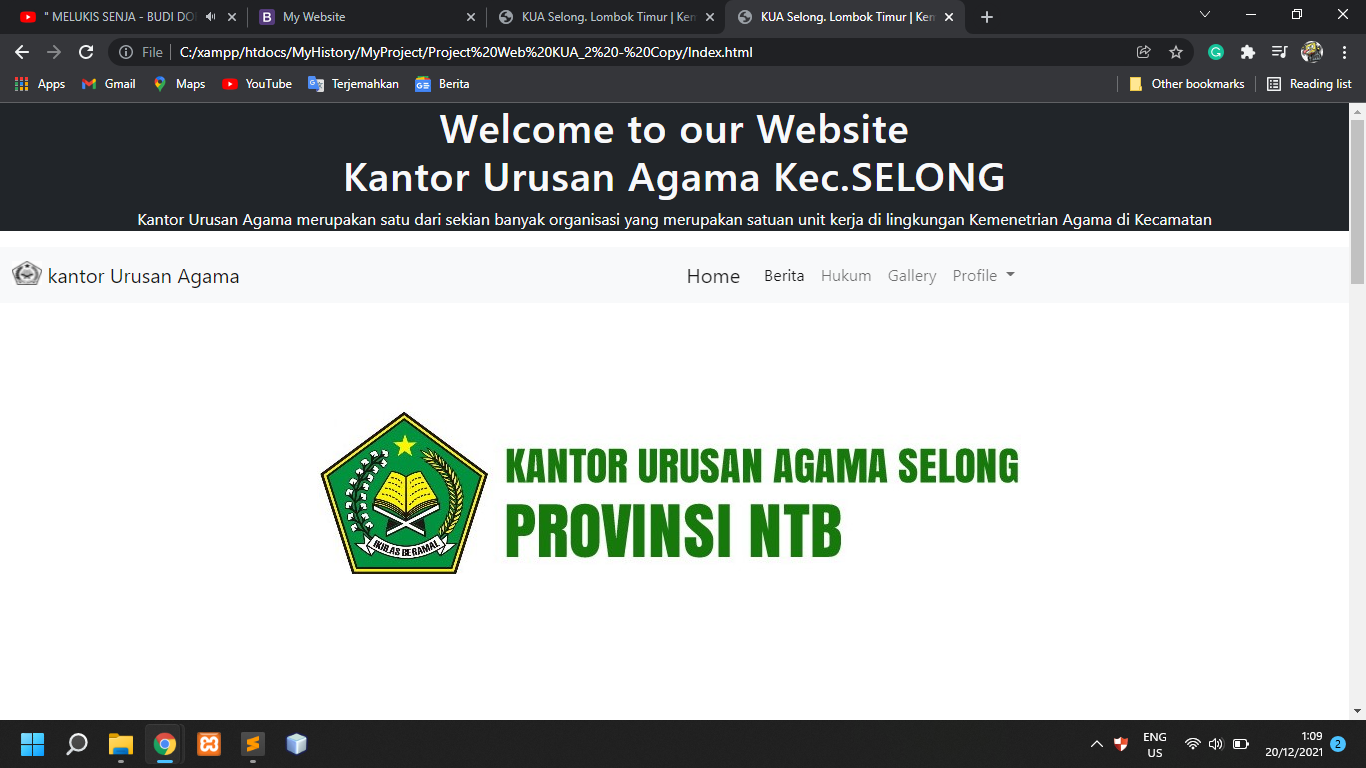 " MELUKIS SENJA - BUDI DO
My Website
KUA Selong. Lombok Timur | Ken
KUA Selong. Lombok Timur | Ken
File
C:/xampp/htdocs/MyHistory/MyProject/Project%20Web%20KUA_2%20-%20Copy/Index.html
Apps
Gmail
Maps
YouTube
Terjemahkan
Berita
Other bookmarks
Reading list
Welcome to our Website
Kantor Urusan Agama Kec.SELONG
Kantor Urusan Agama merupakan satu dari sekian banyak organisasi yang merupakan satuan unit kerja di lingkungan Kemenetrian Agama di Kecamatan
kantor Urusan Agama
Home
Berita
Hukum
Gallery
Profile
IKHLAS BERAMAL
KANTOR URUSAN AGAMA SELONG
PROVINSI NTB
ENG
US
1:09
20/12/2021
2